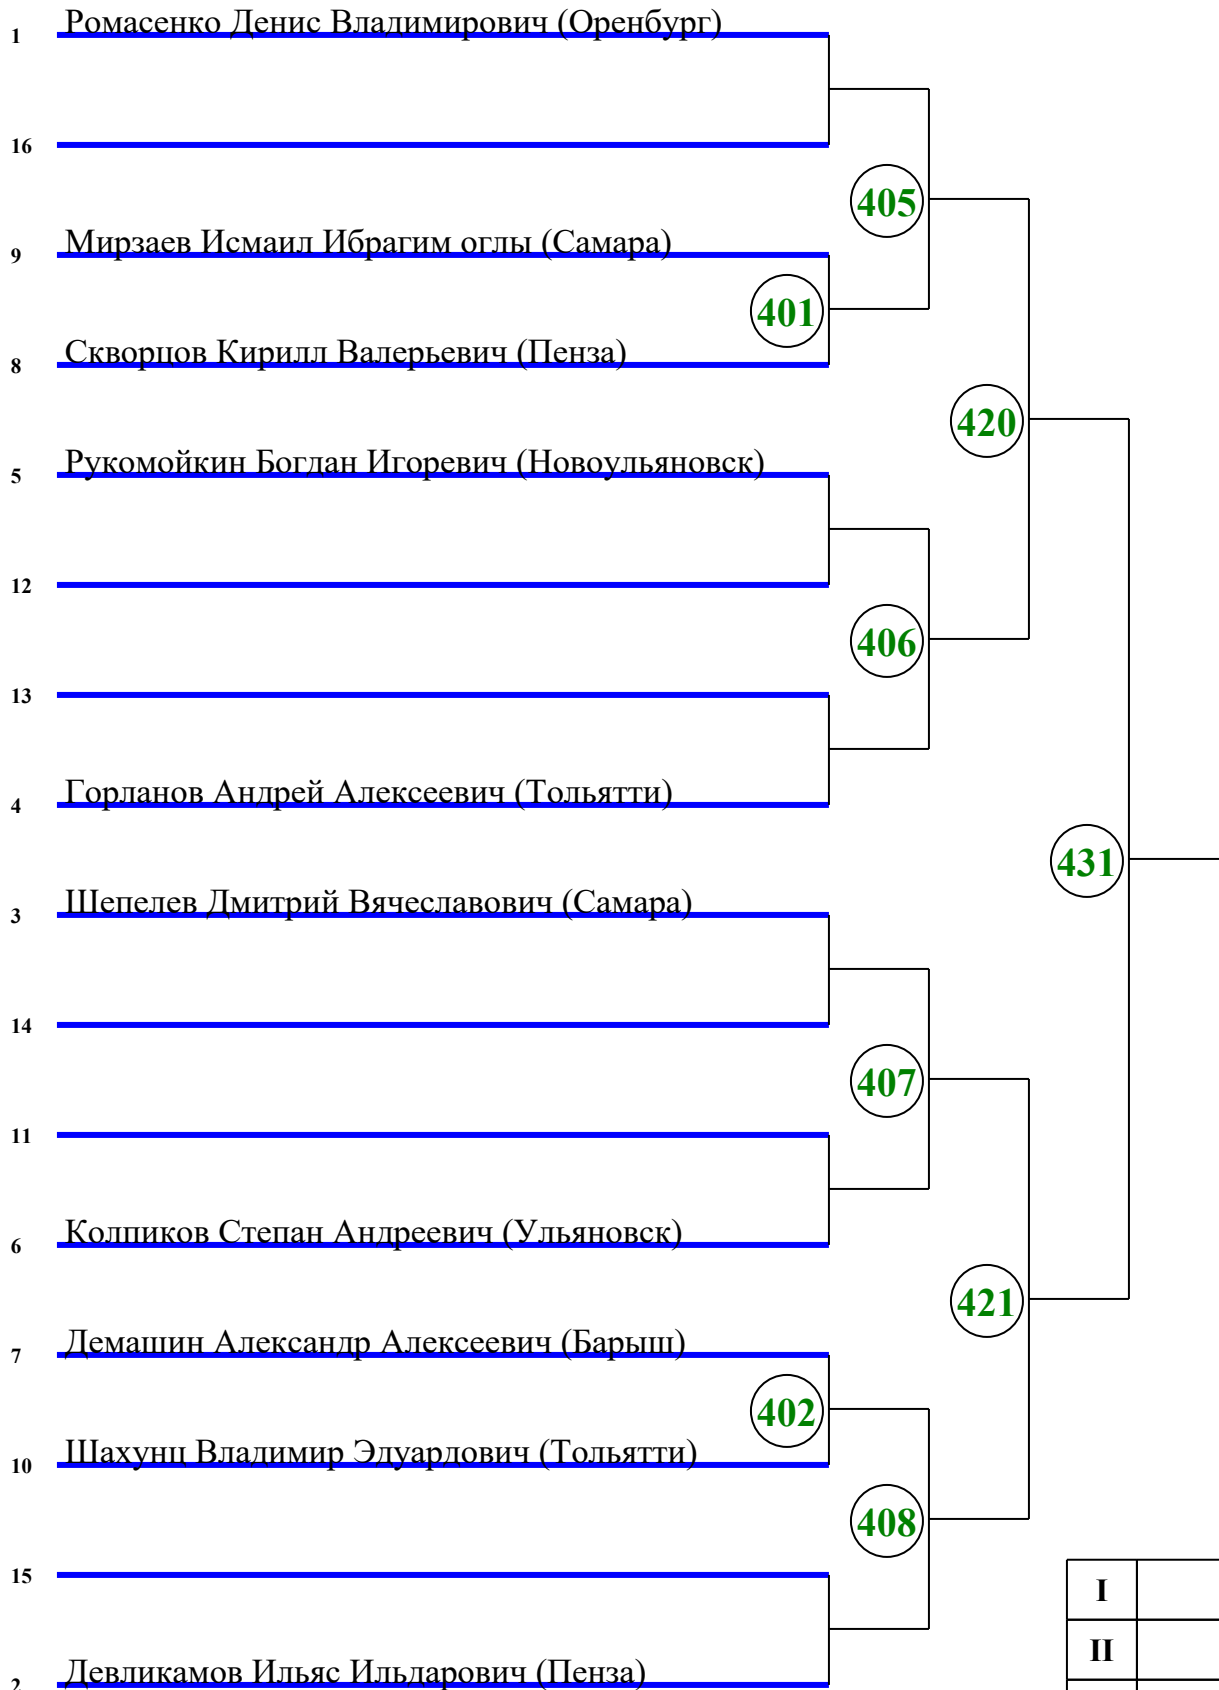 1 Ромасенко Денис Владимирович (Оренбург)
16
405
9 Мирзаев Исмаил Ибрагим оглы (Самара)
401
8 Скворцов Кирилл Валерьевич (Пенза)
420
5 Рукомойкин Богдан Игоревич (Новоульяновск)
12
406
13
4 Горланов Андрей Алексеевич (Тольятти)
431
3 Шепелев Дмитрий Вячеславович (Самара)
14
407
11
6 Колпиков Степан Андреевич (Ульяновск)
421
7 Демашин Александр Алексеевич (Барыш)
402
10 Шахунц Владимир Эдуардович (Тольятти)
408
15
I
II
2 Девликамов Ильяс Ильдарович (Пенза)